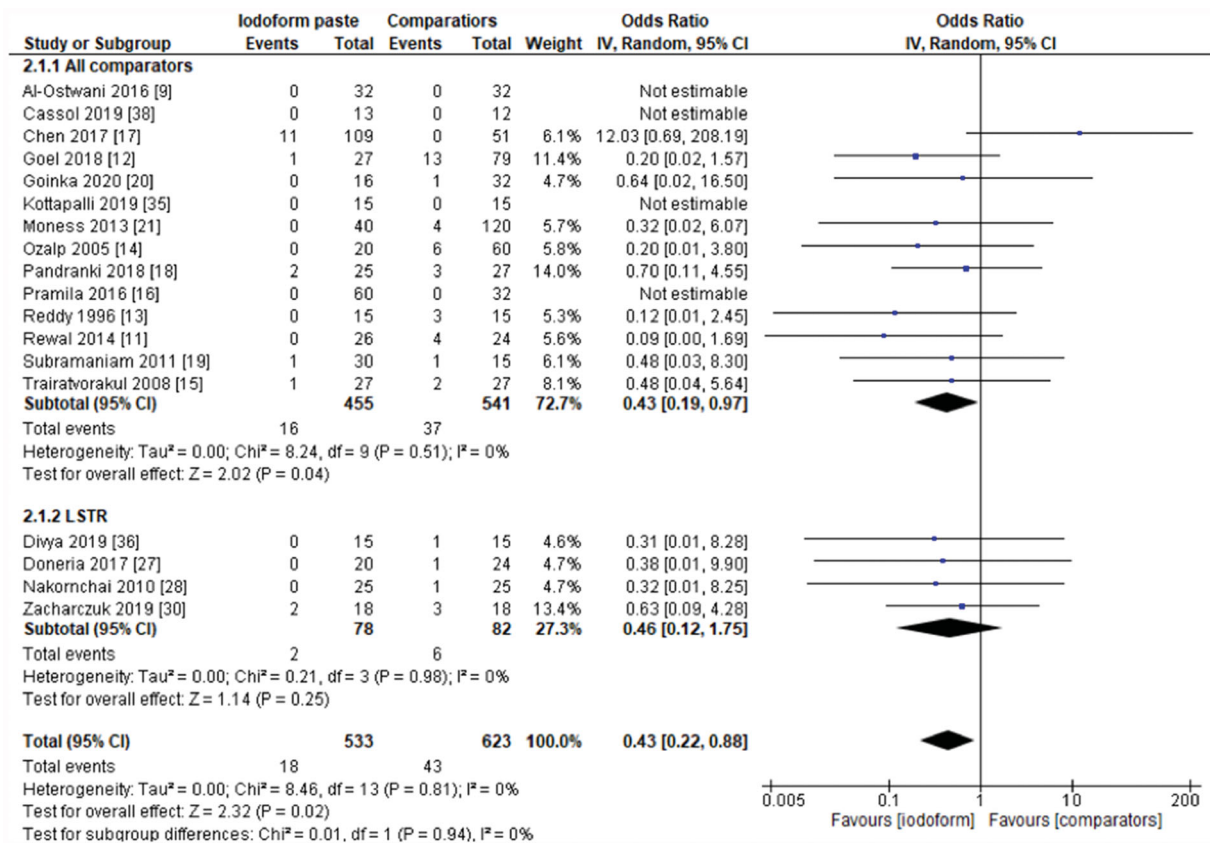 Iodoform paste Comparatiors Odds Ratio Odds Ratio
Study or Subgroup Events Total Events Total Weight IV, Random, 95% CI IV, Random, 95% CI
2.1.1 All comparators
Al-Ostwani 2016 [9] 0 32 0 32 Not estimable
Cassol 2019 [38] 0 13 0 12 Not estimable
Chen 2017 [17] 11 109 0 51 6.1% 12.03 [0.69, 208.19]
Goel 2018 [12] 1 27 13 79 11.4% 0.20 [0.02, 1.57]
Goinka 2020 [20] 0 16 1 32 4.7% 0.64 [0.02, 16.50]
Kottapalli 2019 [35] 0 15 0 15 Not estimable
Moness 2013 [21] 0 40 4 120 5.7% 0.32 [0.02, 6.07]
Ozalp 2005 [14] 0 20 6 60 5.8% 0.20 [0.01, 3.80]
Pandranki 2018 [18] 2 25 3 27 14.0% 0.70 [0.11, 4.55]
Pramila 2016 [16] 0 60 0 32 Not estimable
Reddy 1996 [13] 0 15 3 15 5.3% 0.12 [0.01, 2.45]
Rewal 2014 [11] 0 26 4 24 5.6% 0.09 [0.00, 1.69]
Subramaniam 2011 [19] 1 30 1 15 6.1% 0.48 [0.03, 8.30]
Trairatvorakul 2008 [15] 1 27 2 27 8.1% 0.48 [0.04, 5.64]
Subtotal (95% CI) 455 541 72.7% 0.43 [0.19, 0.97]
Total events 16 37
Heterogeneity: Tau² = 0.00; Chi² = 8.24, df = 9 (P = 0.51); I² = 0%
Test for overall effect: Z = 2.02 (P = 0.04)
2.1.2 LSTR
Divya 2019 [36] 0 15 1 15 4.6% 0.31 [0.01, 8.28]
Doneria 2017 [27] 0 20 1 24 4.7% 0.38 [0.01, 9.90]
Nakornchai 2010 [28] 0 25 1 25 4.7% 0.32 [0.01, 8.25]
Zacharczuk 2019 [30] 2 18 3 18 13.4% 0.63 [0.09, 4.28]
Subtotal (95% CI) 78 82 27.3% 0.46 [0.12, 1.75]
Total events 2 6
Heterogeneity: Tau² = 0.00; Chi² = 0.21, df = 3 (P = 0.98); I² = 0%
Test for overall effect: Z = 1.14 (P = 0.25)
Total (95% CI) 533 623 100.0% 0.43 [0.22, 0.88]
Total events 18 43
Heterogeneity: Tau² = 0.00; Chi² = 8.46, df = 13 (P = 0.81); I² = 0%
Test for overall effect: Z = 2.32 (P = 0.02)
Test for subgroup differences: Chi² = 0.01, df = 1 (P = 0.94), I² = 0%
0.005 0.1 1 10 200
Favours [iodoform] Favours [comparators]